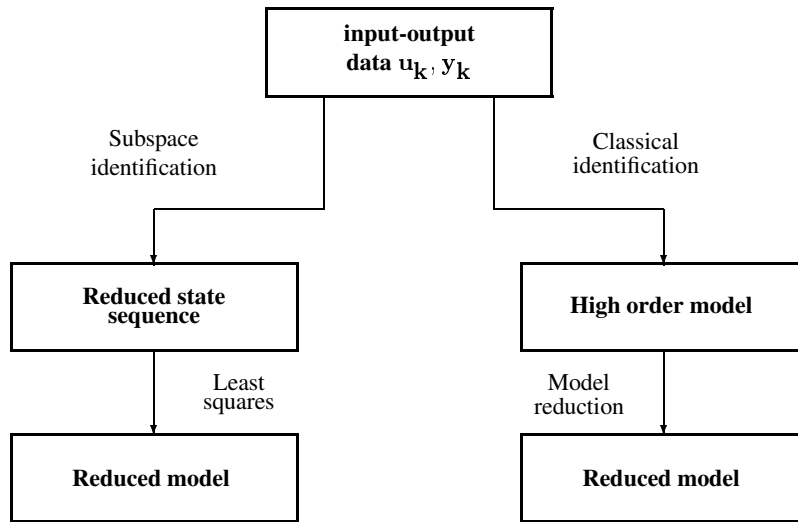 input-output
data u_k, y_k
Subspace
identification
Classical
identification
Reduced state
sequence
High order model
Least
squares
Model
reduction
Reduced model
Reduced model